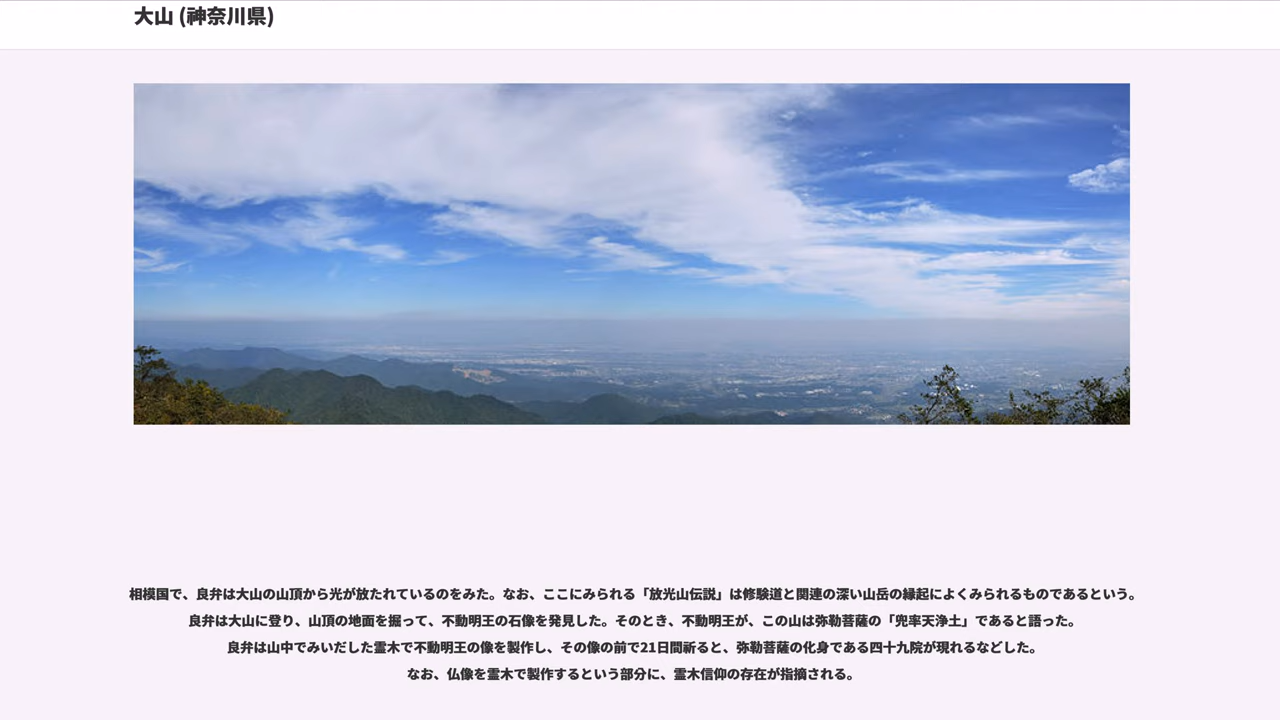 大山 (神奈川県)
相模国で、良弁は大山の山頂から光が放たれているのをみた。なお、ここにみられる「放光山伝説」は修験道と関連の深い山岳の縁起によくみられるものであるという。
良弁は大山に登り、山頂の地面を掘って、不動明王の石像を発見した。そのとき、不動明王が、この山は弥勒菩薩の「兜率天浄土」であると語った。
良弁は山中でみいだした霊木で不動明王の像を製作し、その像の前で21日間祈ると、弥勒菩薩の化身である四十九院が現れるなどした。
なお、仏像を霊木で製作するという部分に、霊木信仰の存在が指摘される。